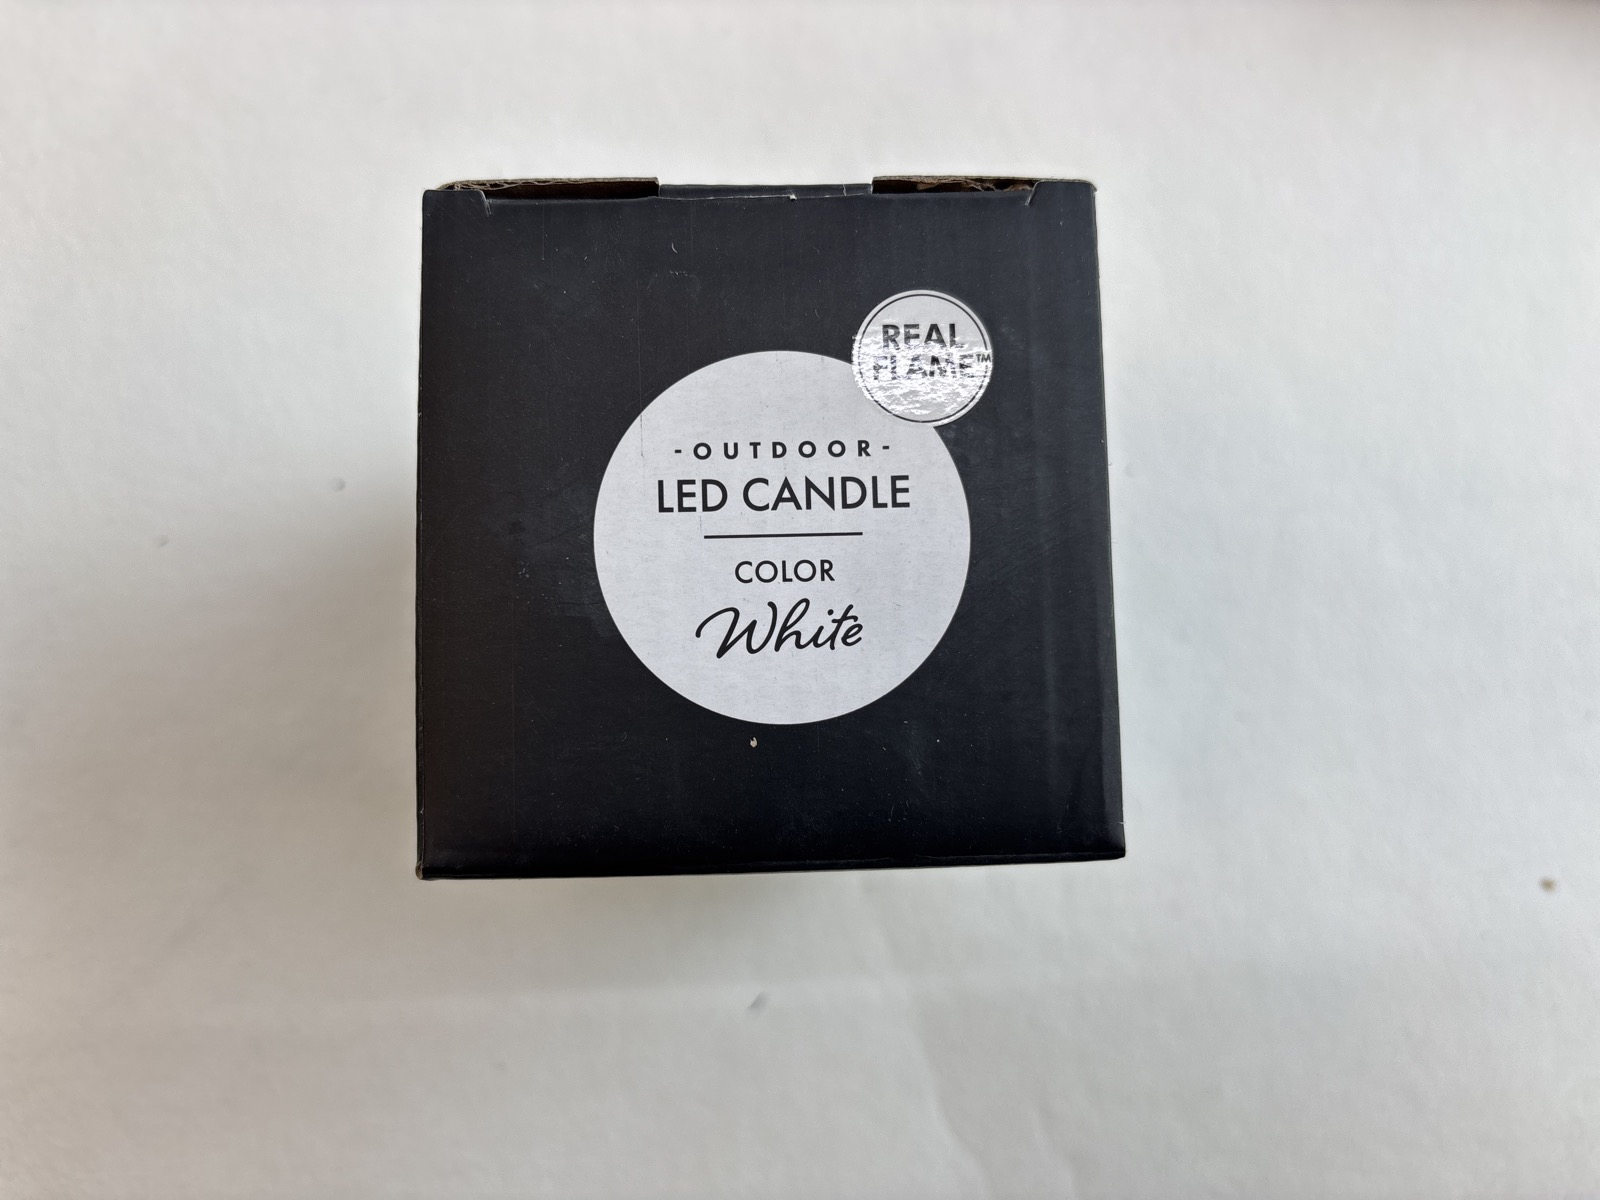 REAL
FLAME™
-OUTDOOR-
LED CANDLE
COLOR
White